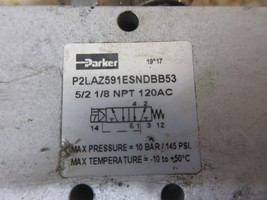 Parker
19*17
P2LAZ591ESNDBB53
5/2 1/8 NPT 120AC
4 2
14 5 1 3 12
MAX PRESSURE = 10 BAR / 145 PSI.
MAX TEMPERATURE = -10 to +50°C